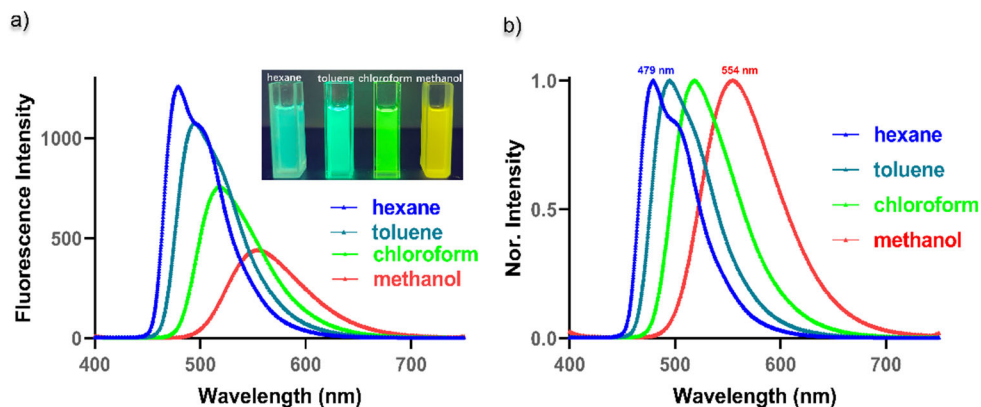 a)
Fluorescence Intensity
1000
500
0
400
500
600
700
Wavelength (nm)
hexane
toluene
chloroform
methanol
hexane
toluene
chloroform
methanol
b)
479 nm
554 nm
Nor. Intensity
1.0
0.5
0.0
400
500
600
700
Wavelength (nm)
hexane
toluene
chloroform
methanol